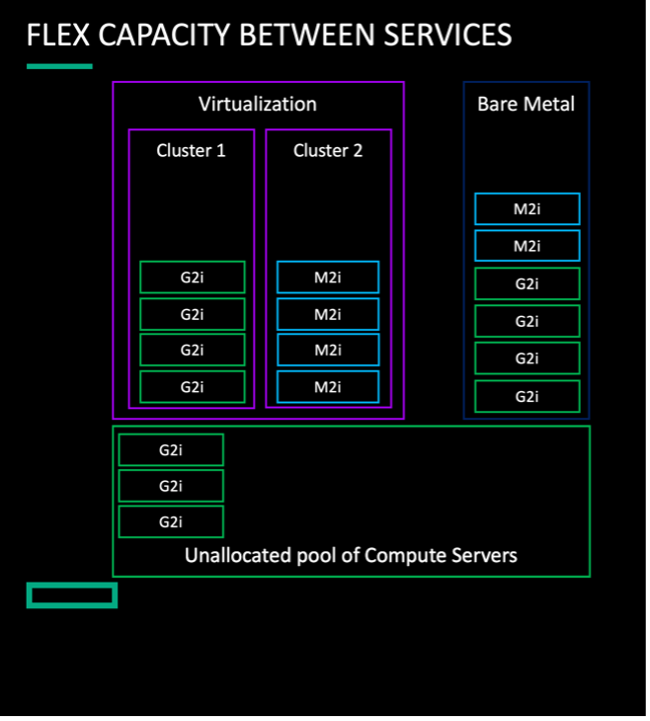 FLEX CAPACITY BETWEEN SERVICES
Virtualization
Cluster 1
G2i
G2i
G2i
G2i
Cluster 2
M2i
M2i
M2i
M2i
Bare Metal
M2i
M2i
G2i
G2i
G2i
G2i
G2i
G2i
G2i
Unallocated pool of Compute Servers